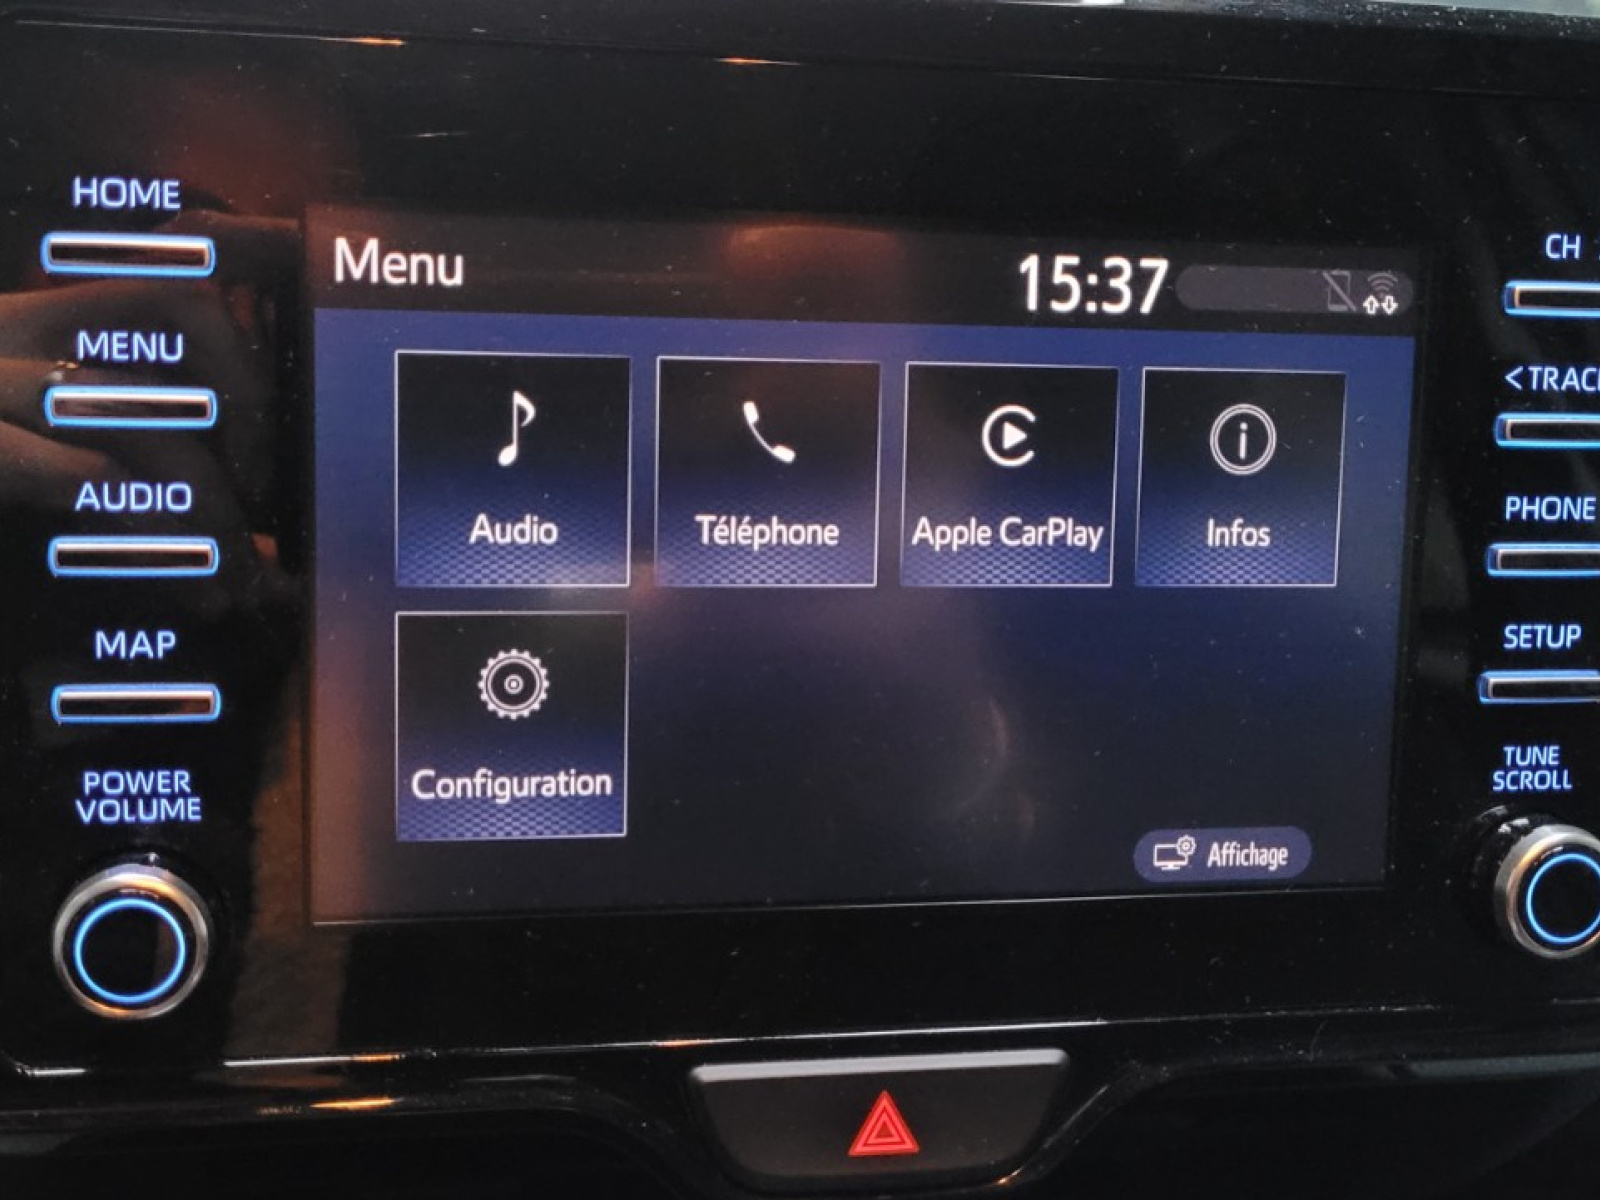 HOME
MENU
AUDIO
MAP
POWER
VOLUME
Menu
15:37
Audio
Téléphone
Apple CarPlay
Infos
Configuration
Affichage
CH
<TRAC
PHONE
SETUP
TUNE
SCROLL